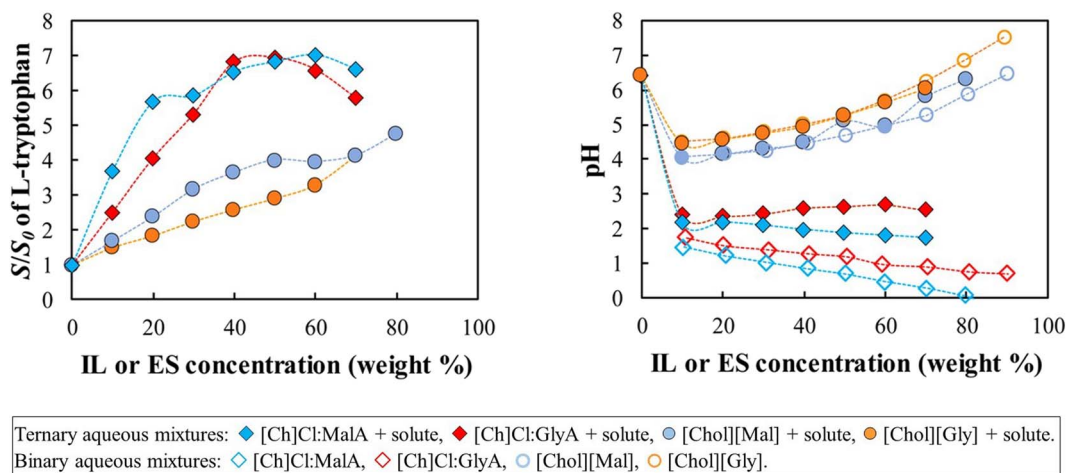 8
7
6
5
4
3
2
1
0
S/S0 of L-tryptophan
0 20 40 60 80 100
IL or ES concentration (weight %)
8
7
6
5
4
3
2
1
0
pH
0 20 40 60 80 100
IL or ES concentration (weight %)
Ternary aqueous mixtures: [Ch]Cl:MalA + solute, [Ch]Cl:GlyA + solute, [Chol][Mal] + solute, [Chol][Gly] + solute.
Binary aqueous mixtures: [Ch]Cl:MalA, [Ch]Cl:GlyA, [Chol][Mal], [Chol][Gly].